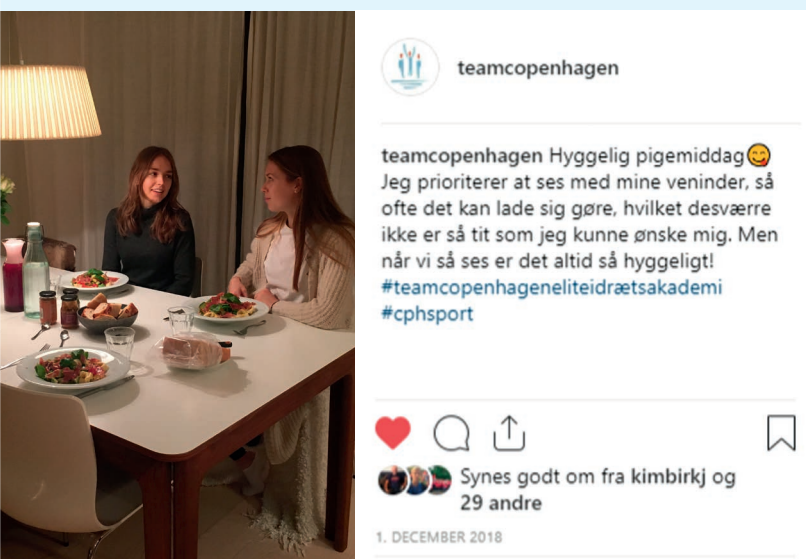 teamcopenhagen
teamcopenhagen Hyggelig pigemiddag😋
Jeg prioriterer at ses med mine veninder, så
ofte det kan lade sig gøre, hvilket desværre
ikke er så tit som jeg kunne ønske mig. Men
når vi så ses er det altid så hyggeligt!
#teamcopenhageneliteidrætsakademi
#cphsport
Synes godt om fra kimbirkj og
29 andre
1. DECEMBER 2018